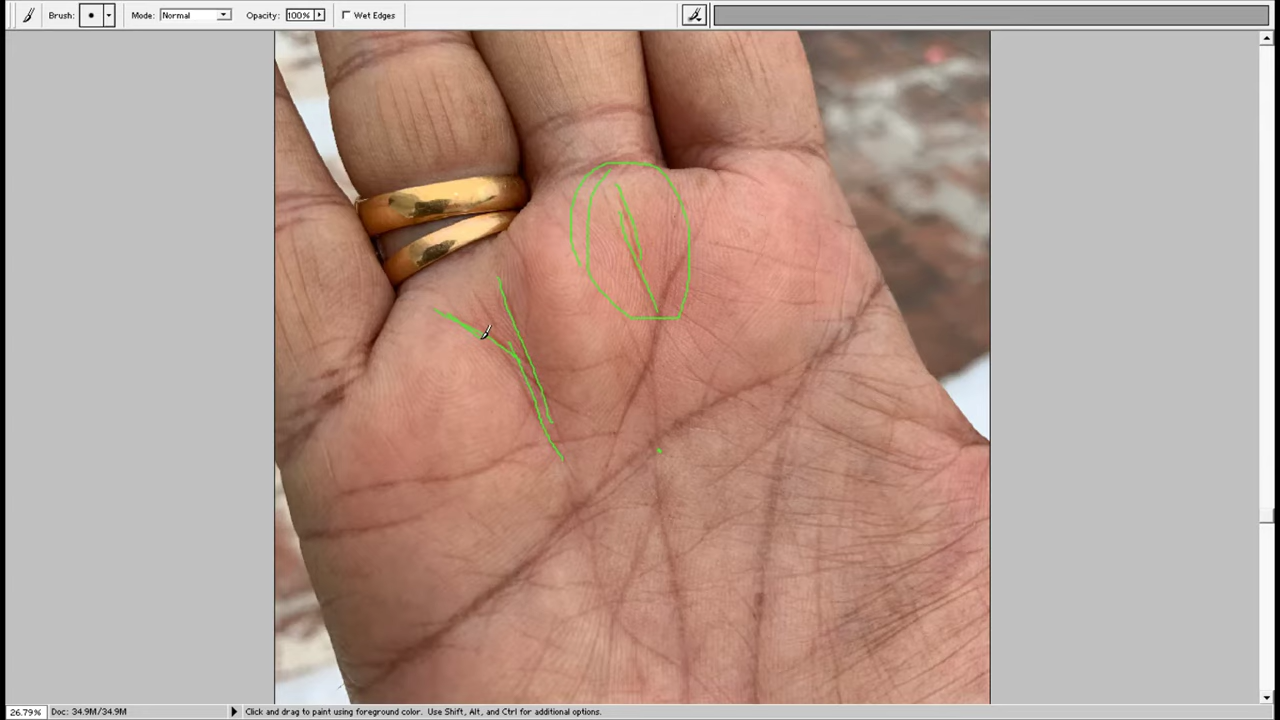 Brush: Mode: Normal Opacity: 100% Wet Edges
26.79% Doc: 34.9M/34.9M Click and drag to paint using foreground color. Use Shift, Alt, and Ctrl for additional options.